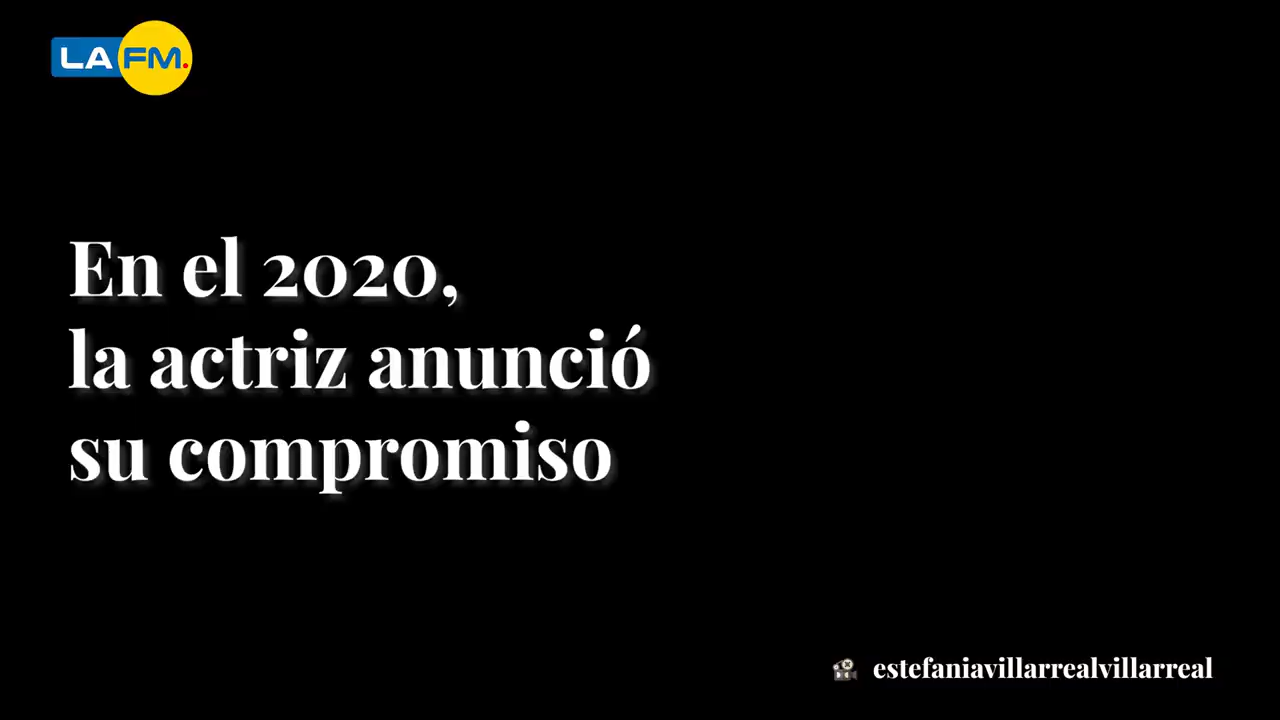 LA FM.
En el 2020,
la actriz anunció
su compromiso
estefaniavillarrealvillarreal